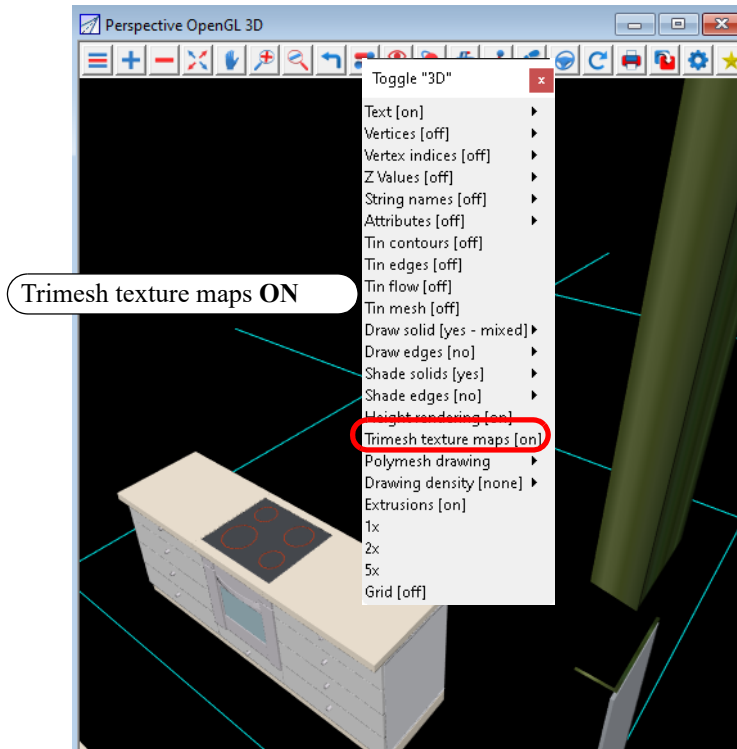 Perspective OpenGL 3D
Toggle "3D"
x
Text [on]
Vertices [off]
Vertex indices [off]
Z Values [off]
String names [off]
Attributes [off]
Tin contours [off]
Tin edges [off]
Trimesh texture maps ON
Tin flow [off]
Tin mesh [off]
Draw solid [yes - mixed]
Draw edges [no]
Shade solids [yes]
Shade edges [no]
Height rendering [on]
Trimesh texture maps [on]
Polymesh drawing
Drawing density [none]
Extrusions [on]
1x
2x
5x
Grid [off]